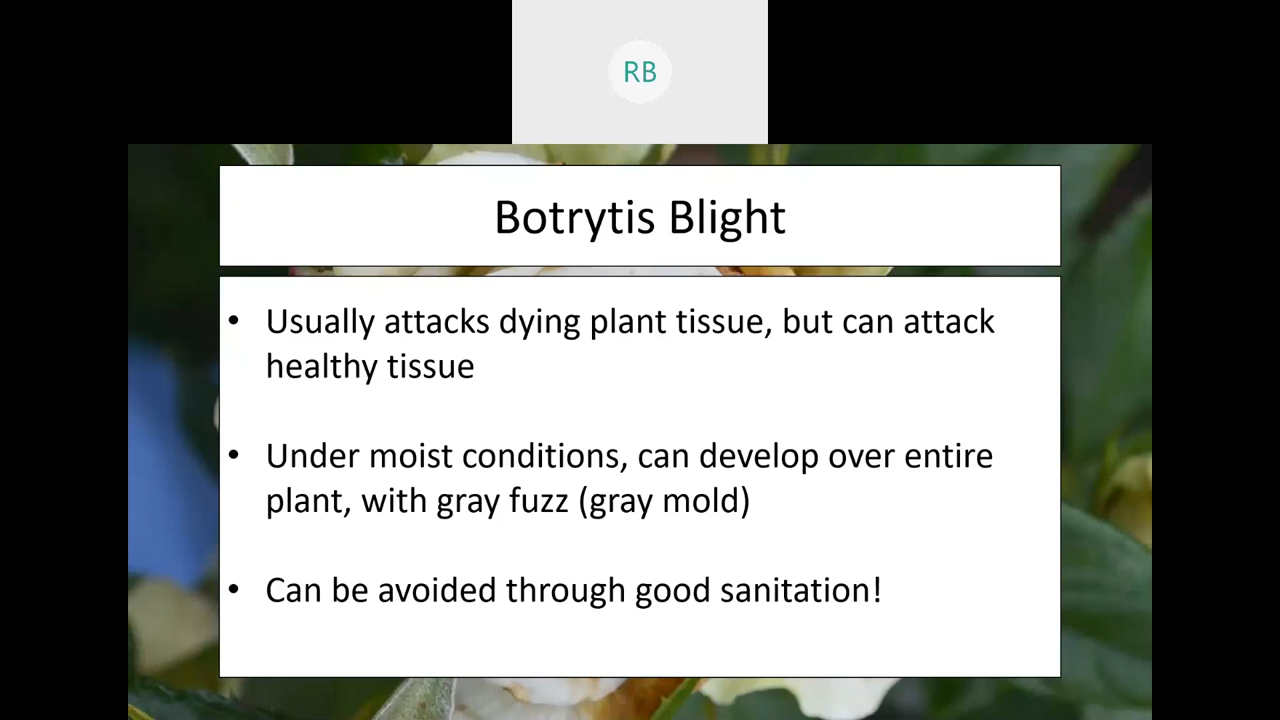 RB
Botrytis Blight
• Usually attacks dying plant tissue, but can attack
healthy tissue
• Under moist conditions, can develop over entire
plant, with gray fuzz (gray mold)
• Can be avoided through good sanitation!